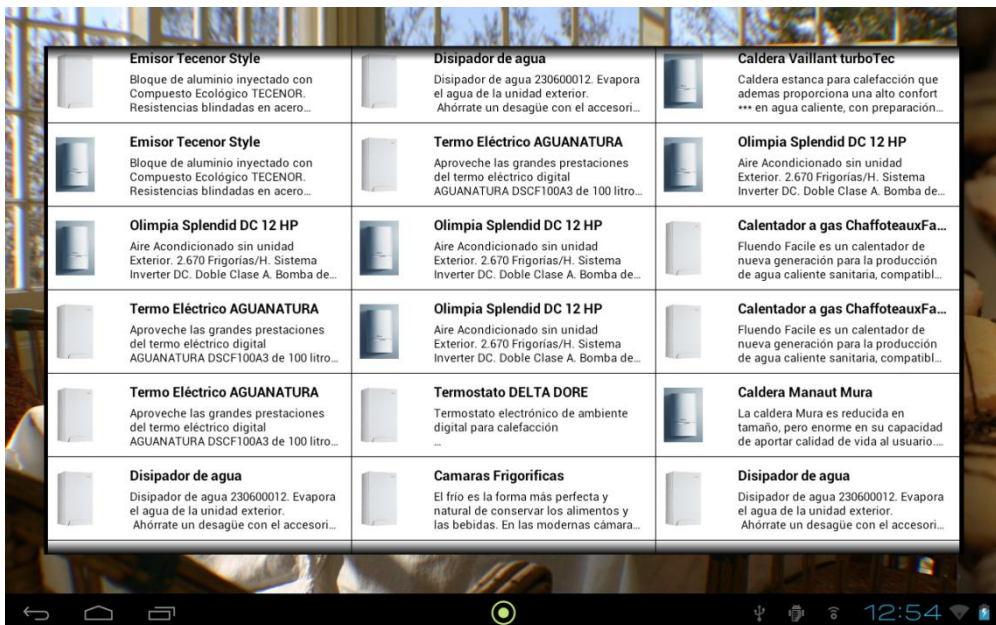 Emisor Tecenor Style
Bloque de aluminio inyectado con
Compuesto Ecológico TECENOR.
Resistencias blindadas en acero...
Disipador de agua
Disipador de agua 230600012. Evapora
el agua de la unidad exterior.
Ahórrate un desagüe con el accesori...
Caldera Vaillant turboTec
Caldera estanca para calefacción que
ademas proporciona una alto confort
*** en agua caliente, con preparación...
Emisor Tecenor Style
Bloque de aluminio inyectado con
Compuesto Ecológico TECENOR.
Resistencias blindadas en acero...
Termo Eléctrico AGUANATURA
Aproveche las grandes prestaciones
del termo eléctrico digital
AGUANATURA DSCF100A3 de 100 litro...
Olimpia Splendid DC 12 HP
Aire Acondicionado sin unidad
Exterior. 2.670 Frigorías/H. Sistema
Inverter DC. Doble Clase A. Bomba de...
Olimpia Splendid DC 12 HP
Aire Acondicionado sin unidad
Exterior. 2.670 Frigorías/H. Sistema
Inverter DC. Doble Clase A. Bomba de...
Olimpia Splendid DC 12 HP
Aire Acondicionado sin unidad
Exterior. 2.670 Frigorías/H. Sistema
Inverter DC. Doble Clase A. Bomba de...
Calentador a gas ChaffoteauxFa...
Fluendo Facile es un calentador de
nueva generación para la producción
de agua caliente sanitaria, compatibl...
Termo Eléctrico AGUANATURA
Aproveche las grandes prestaciones
del termo eléctrico digital
AGUANATURA DSCF100A3 de 100 litro...
Olimpia Splendid DC 12 HP
Aire Acondicionado sin unidad
Exterior. 2.670 Frigorías/H. Sistema
Inverter DC. Doble Clase A. Bomba de...
Calentador a gas ChaffoteauxFa...
Fluendo Facile es un calentador de
nueva generación para la producción
de agua caliente sanitaria, compatibl...
Termo Eléctrico AGUANATURA
Aproveche las grandes prestaciones
del termo eléctrico digital
AGUANATURA DSCF100A3 de 100 litro...
Termostato DELTA DORE
Termostato electrónico de ambiente
digital para calefacción
...
Caldera Manaut Mura
La caldera Mura es reducida en
tamaño, pero enorme en su capacidad
de aportar calidad de vida al usuario....
Disipador de agua
Disipador de agua 230600012. Evapora
el agua de la unidad exterior.
Ahórrate un desagüe con el accesori...
Camaras Frigorificas
El frío es la forma más perfecta y
natural de conservar los alimentos y
las bebidas. En las modernas cámara...
Disipador de agua
Disipador de agua 230600012. Evapora
el agua de la unidad exterior.
Ahórrate un desagüe con el accesori...
12:54